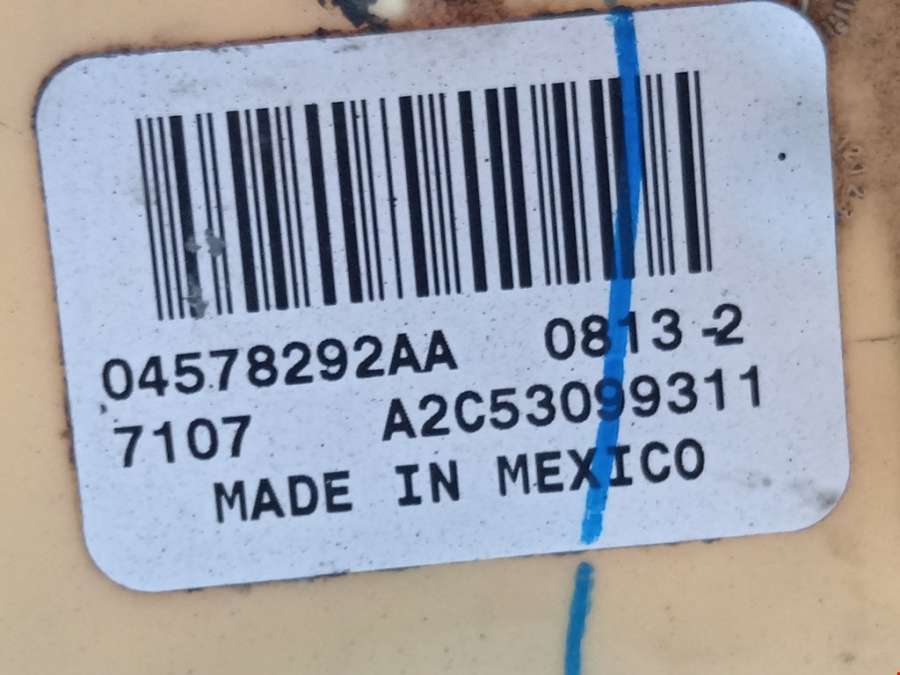 04578292AA 0813-2
7107 A2C53099311
MADE IN MEXICO